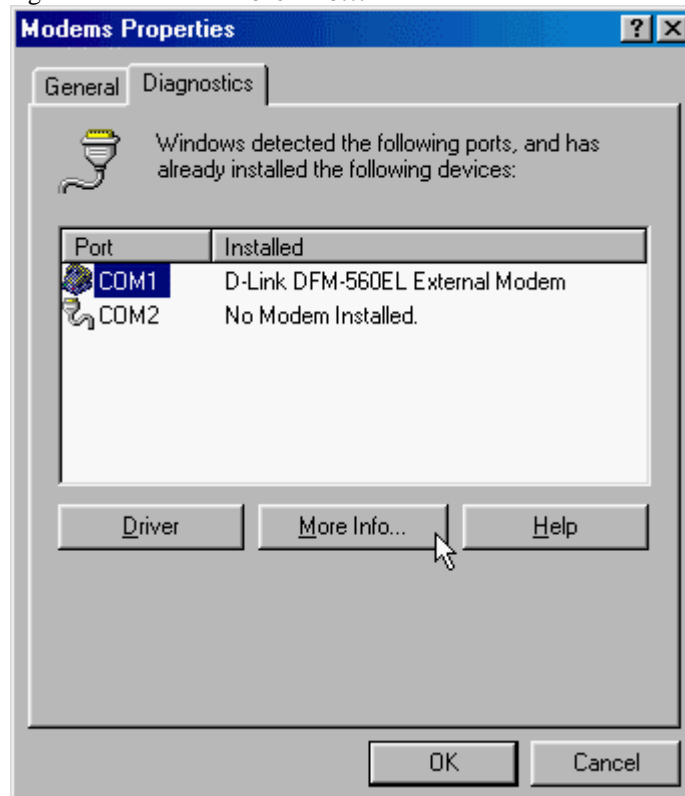 Modems Properties
General Diagnostics
Windows detected the following ports, and has
already installed the following devices:
Port Installed
COM1 D-Link DFM-560EL External Modem
COM2 No Modem Installed.
Driver More Info... Help
OK Cancel